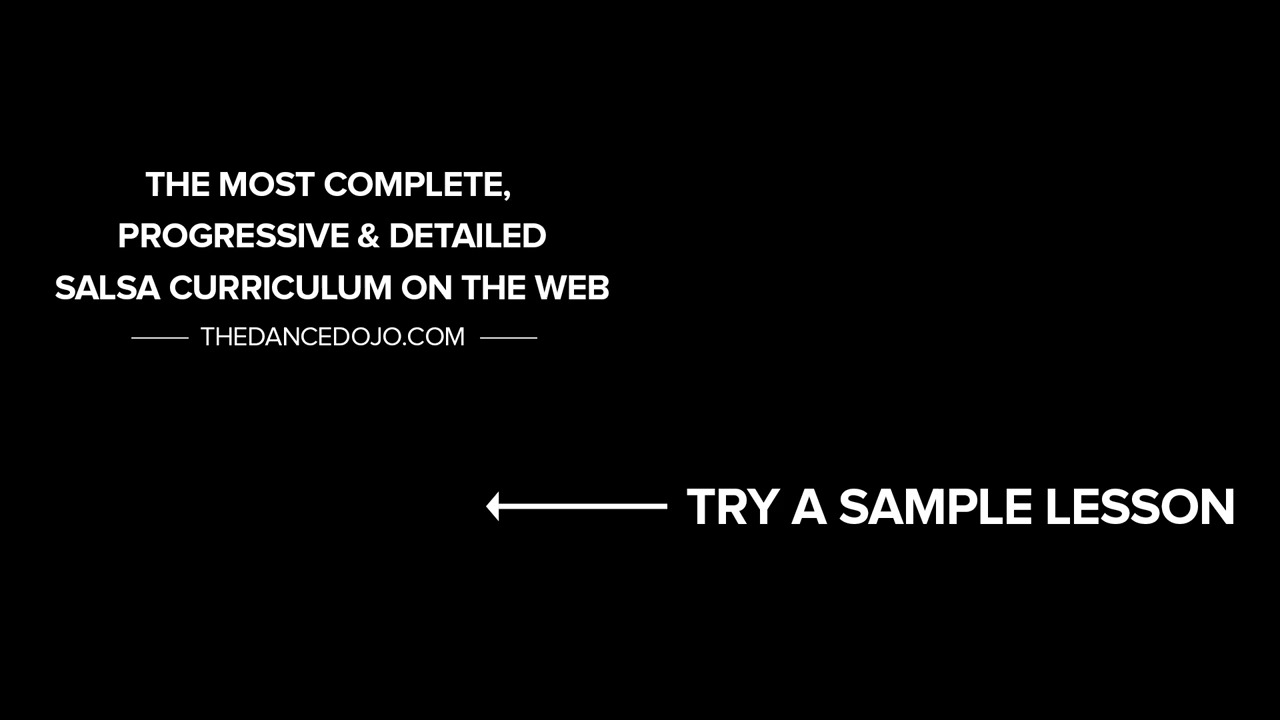 THE MOST COMPLETE,
PROGRESSIVE & DETAILED
SALSA CURRICULUM ON THE WEB
THEDANCEDOJO.COM
TRY A SAMPLE LESSON